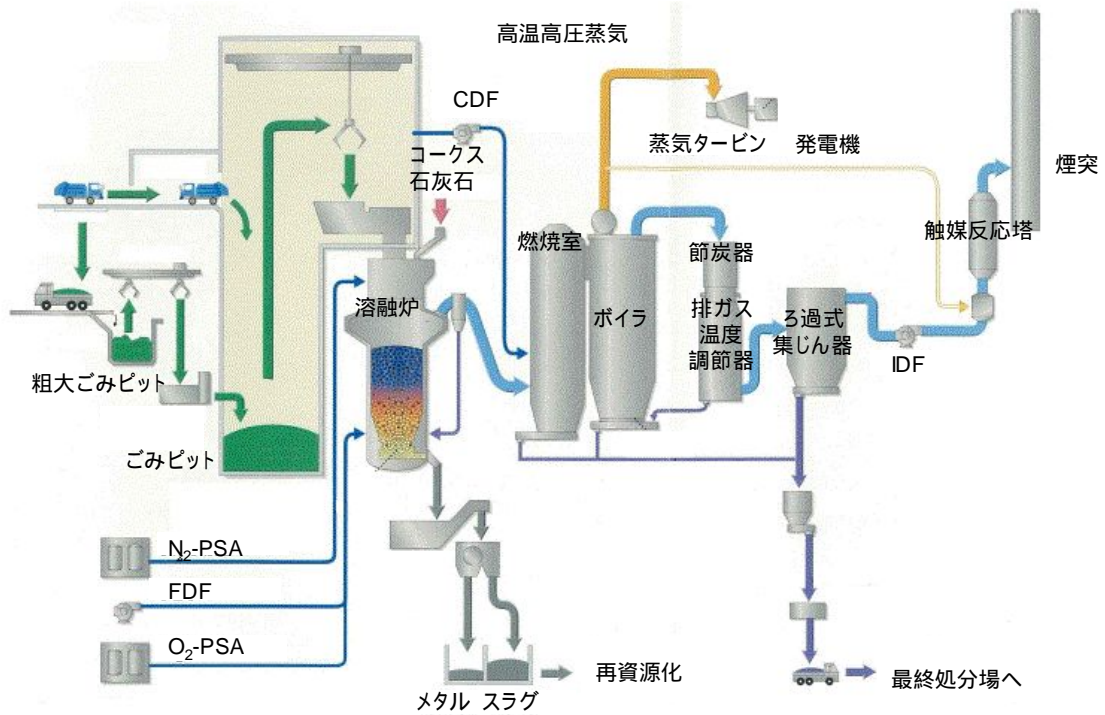 高温高圧蒸気
CDF
コークス
石灰石
蒸気タービン
発電機
煙突
触媒反応塔
燃焼室
節炭器
溶融炉
ボイラ
排ガス
温度
調節器
ろ過式
集じん器
IDF
粗大ごみピット
ごみピット
N₂-PSA
FDF
O₂-PSA
メタル スラグ
再資源化
最終処分場へ